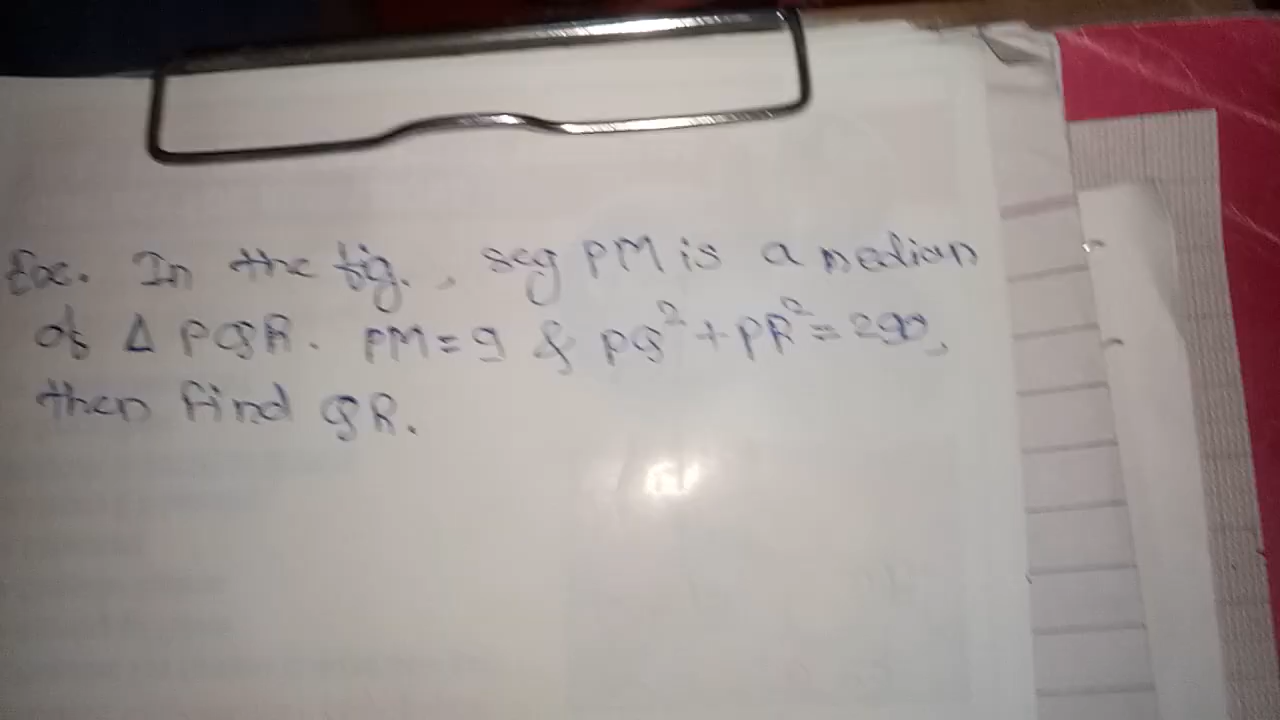 Ex. In the fig. , seg PM is a median
of Δ PQR. PM = 9 & PQ² + PR² = 290,
then find QR.